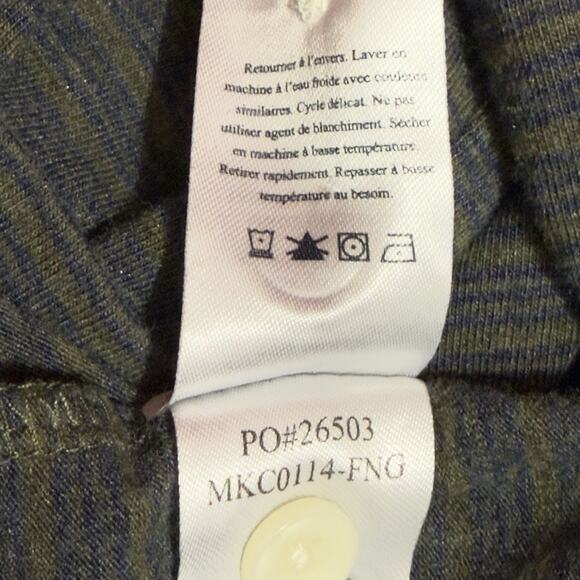 Retourner à l'envers. Laver en
machine à l'eau froide avec couleurs
similaires. Cycle délicat. Ne pas
utiliser agent de blanchiment. Sécher
en machine à basse température.
Retirer rapidement. Repasser à basse
température au besoin.
PO#26503
MKC0114-FNG